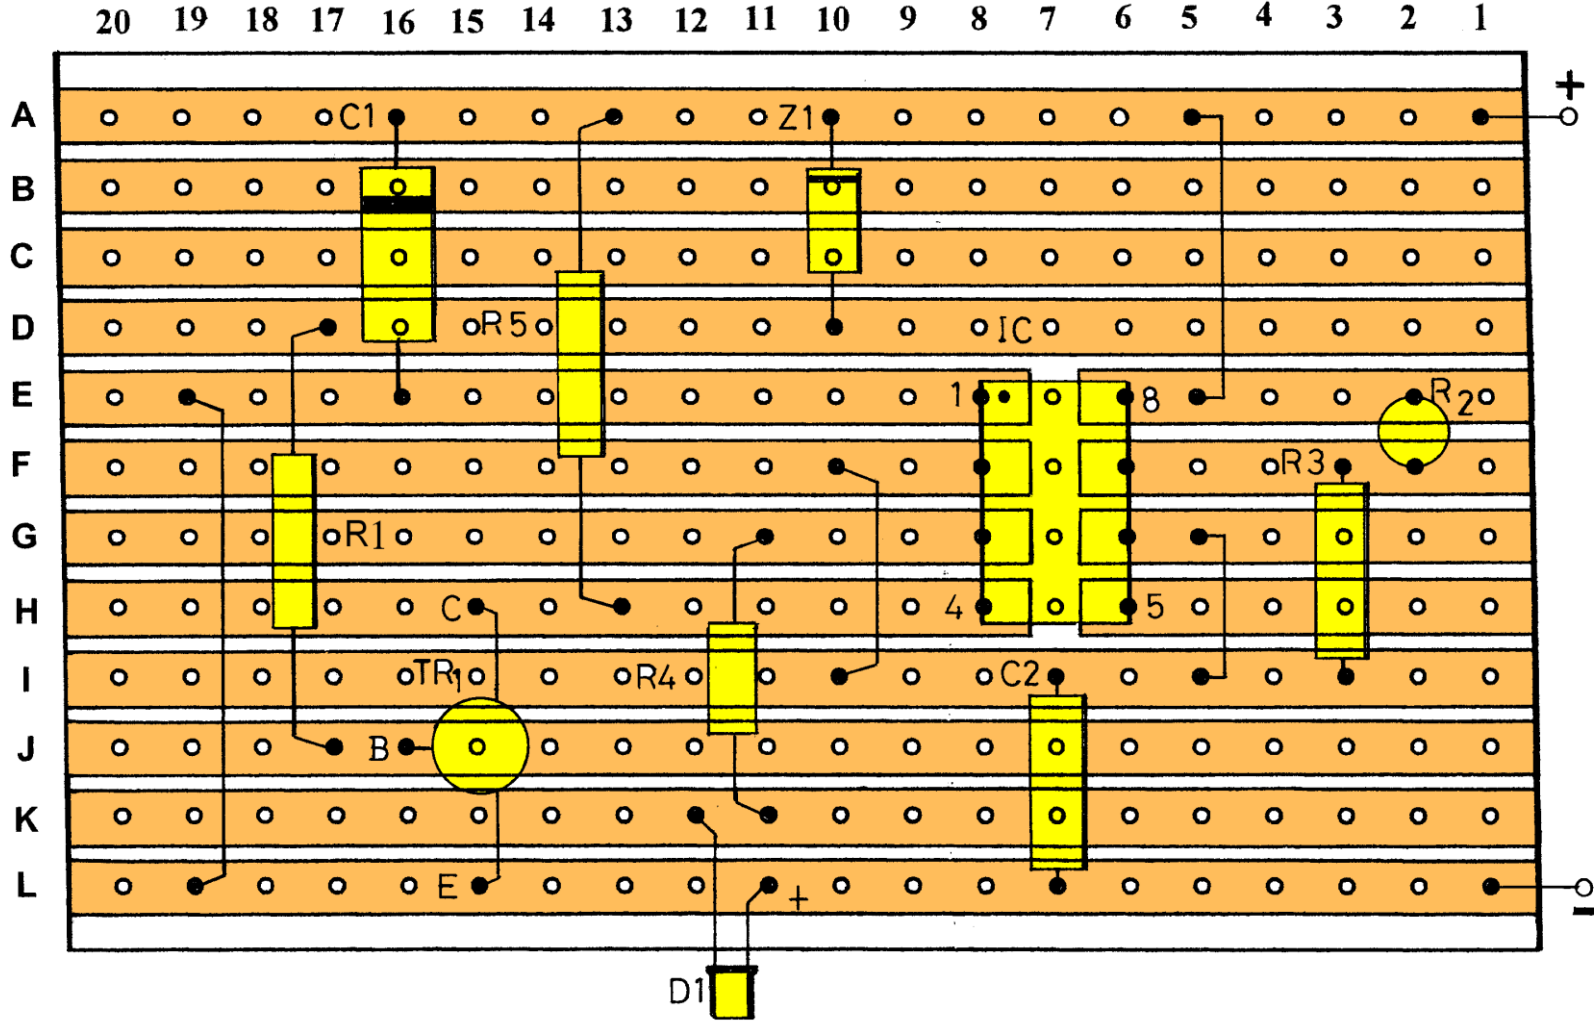 20 19 18 17 16 15 14 13 12 11 10 9 8 7 6 5 4 3 2 1
+
A C1 Z1
B
C
D R5 IC
E 1 8 R2
F R3
G R1
H C 4 5
I TR1 R4 C2
J B
K
L E +
-
D1